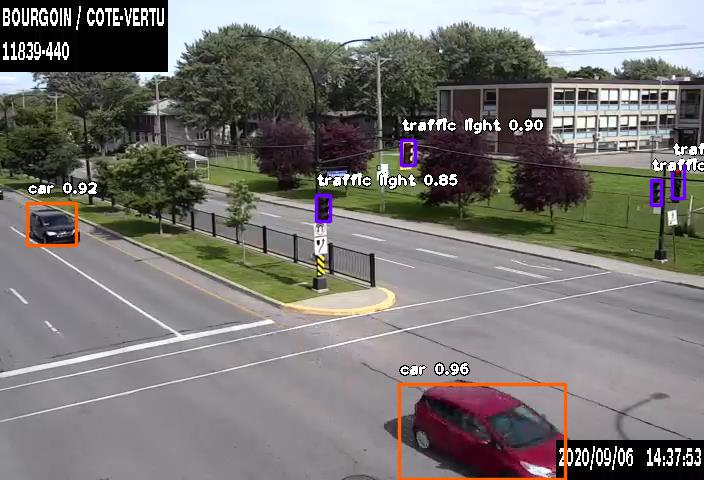 BOURGOIN / COTE-VERTU
11839-440
traffic light 0.90
traffic
car 0.92
traffic light 0.85
car 0.96
2020/09/06 14:37:53